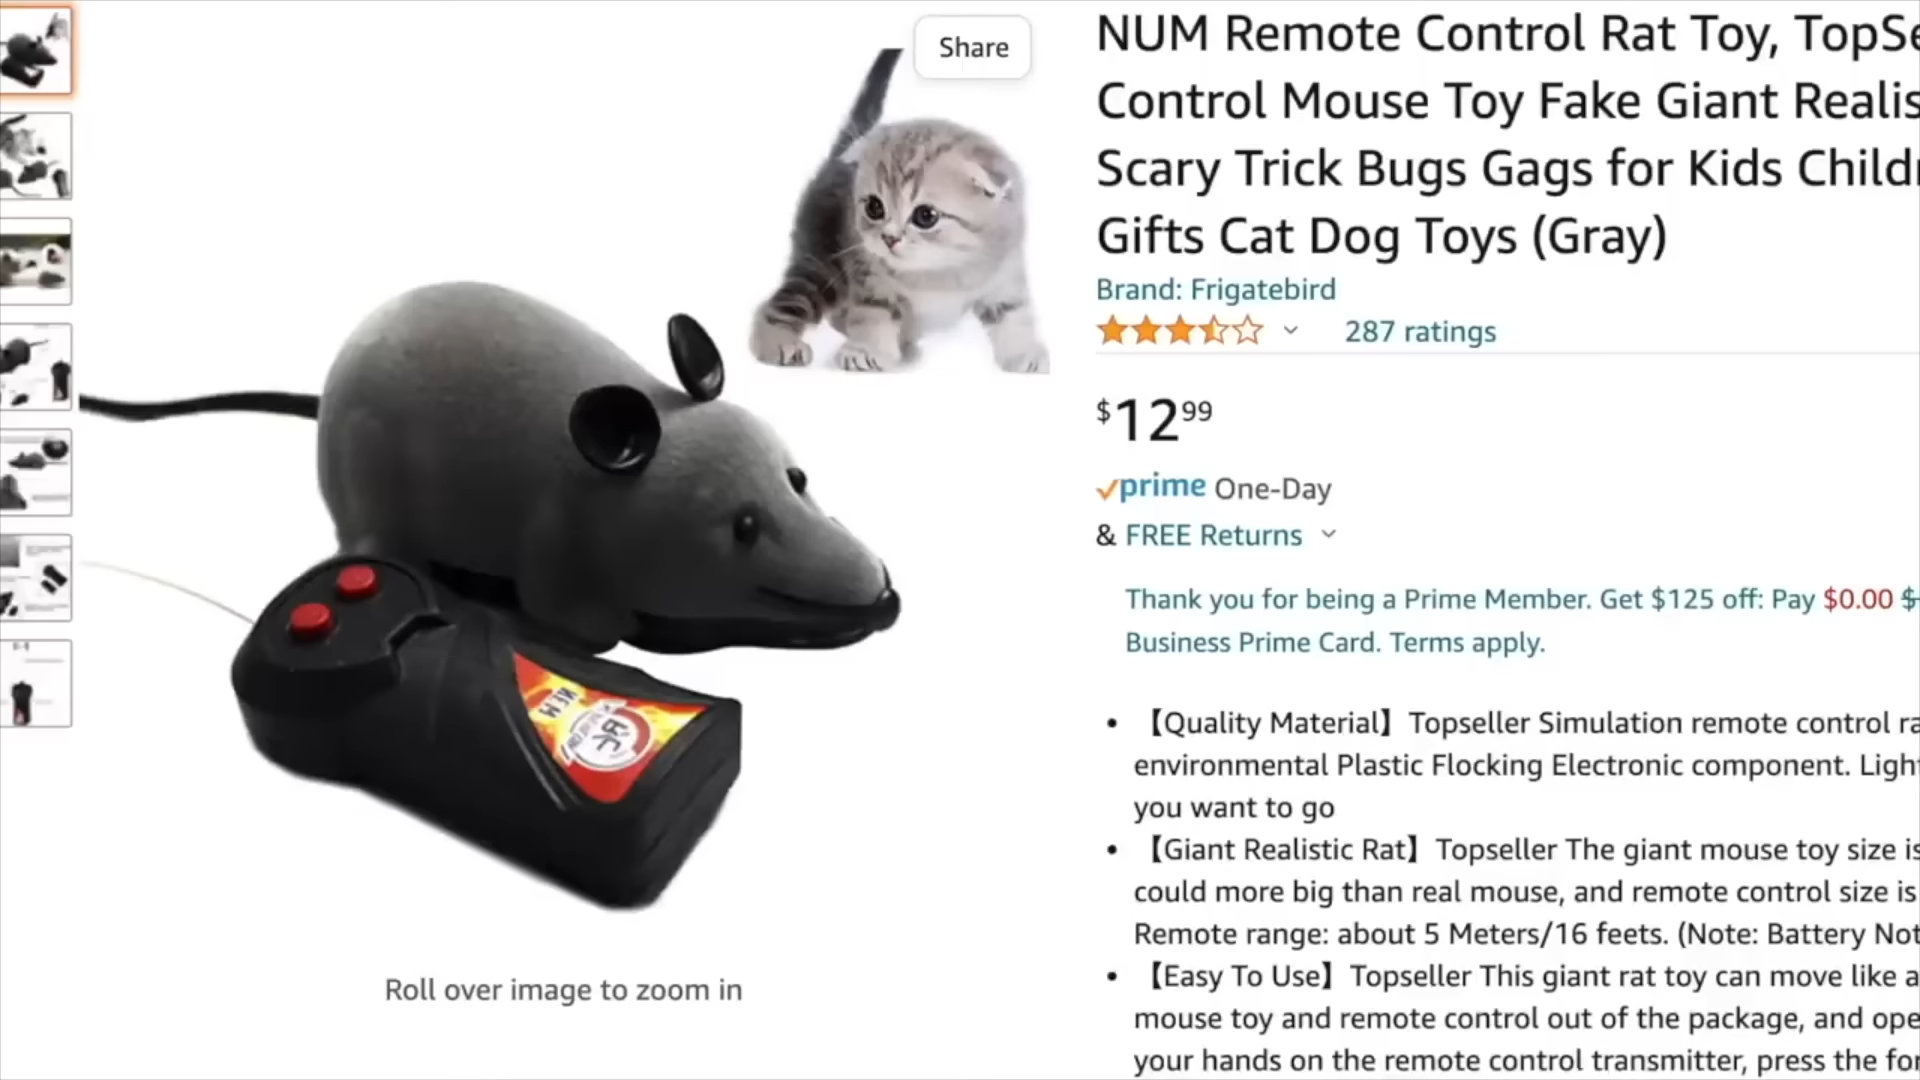 Share
NUM Remote Control Rat Toy, TopSe
Control Mouse Toy Fake Giant Realis
Scary Trick Bugs Gags for Kids Child
Gifts Cat Dog Toys (Gray)
Brand: Frigatebird
287 ratings
$12 99
prime One-Day
& FREE Returns
Thank you for being a Prime Member. Get $125 off: Pay $0.00 $
Business Prime Card. Terms apply.
• 【Quality Material】Topseller Simulation remote control ra
environmental Plastic Flocking Electronic component. Light
you want to go
• 【Giant Realistic Rat】Topseller The giant mouse toy size is
could more big than real mouse, and remote control size is
Remote range: about 5 Meters/16 feets. (Note: Battery Not
• 【Easy To Use】Topseller This giant rat toy can move like a
mouse toy and remote control out of the package, and ope
your hands on the remote control transmitter, press the for
NEW
R/C
Roll over image to zoom in